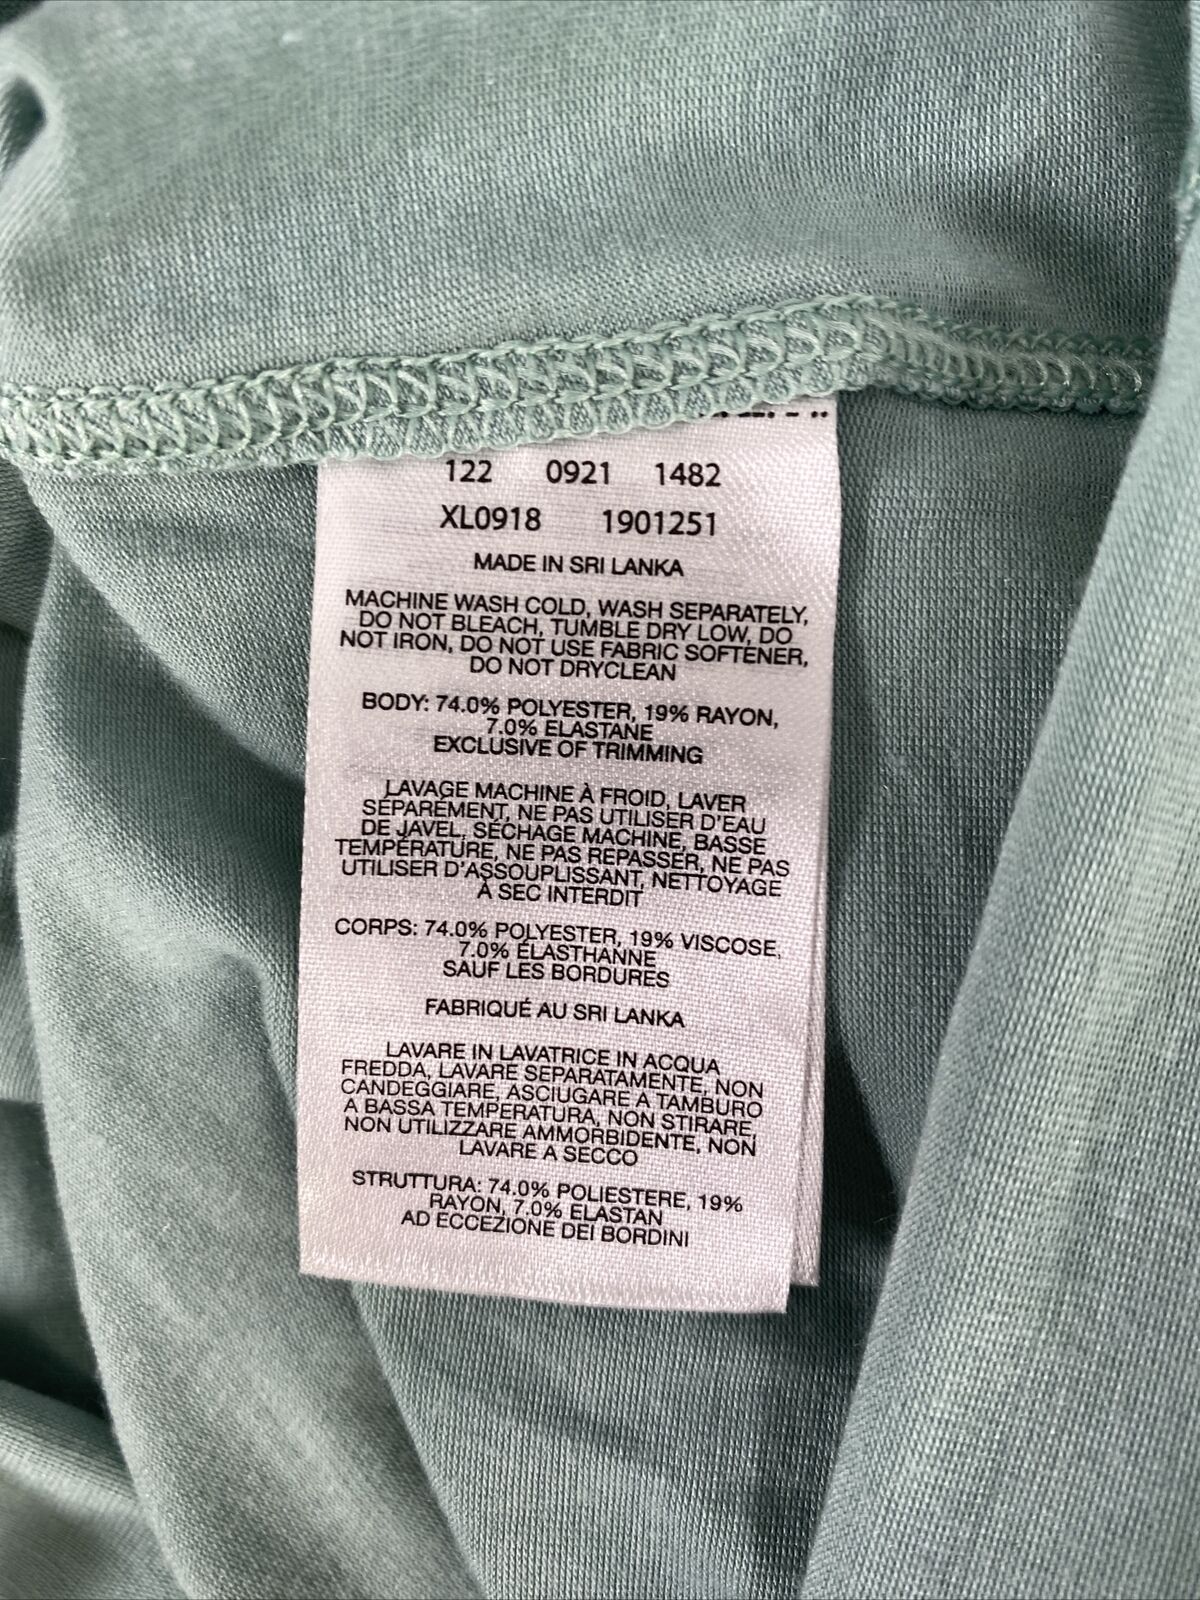 122 0921 1482
XL0918 1901251
MADE IN SRI LANKA
MACHINE WASH COLD, WASH SEPARATELY,
DO NOT BLEACH, TUMBLE DRY LOW, DO
NOT IRON, DO NOT USE FABRIC SOFTENER,
DO NOT DRYCLEAN
BODY: 74.0% POLYESTER, 19% RAYON,
7.0% ELASTANE
EXCLUSIVE OF TRIMMING
LAVAGE MACHINE À FROID, LAVER
SÉPARÉMENT, NE PAS UTILISER D'EAU
DE JAVEL, SÉCHAGE MACHINE, BASSE
TEMPÉRATURE, NE PAS REPASSER, NE PAS
UTILISER D'ASSOUPLISSANT, NETTOYAGE
À SEC INTERDIT
CORPS: 74.0% POLYESTER, 19% VISCOSE,
7.0% ÉLASTHANNE
SAUF LES BORDURES
FABRIQUÉ AU SRI LANKA
LAVARE IN LAVATRICE IN ACQUA
FREDDA, LAVARE SEPARATAMENTE, NON
CANDEGGIARE, ASCIUGARE A TAMBURO
A BASSA TEMPERATURA, NON STIRARE,
NON UTILIZZARE AMMORBIDENTE, NON
LAVARE A SECCO
STRUTTURA: 74.0% POLIESTERE, 19%
RAYON, 7.0% ELASTAN
AD ECCEZIONE DEI BORDINI